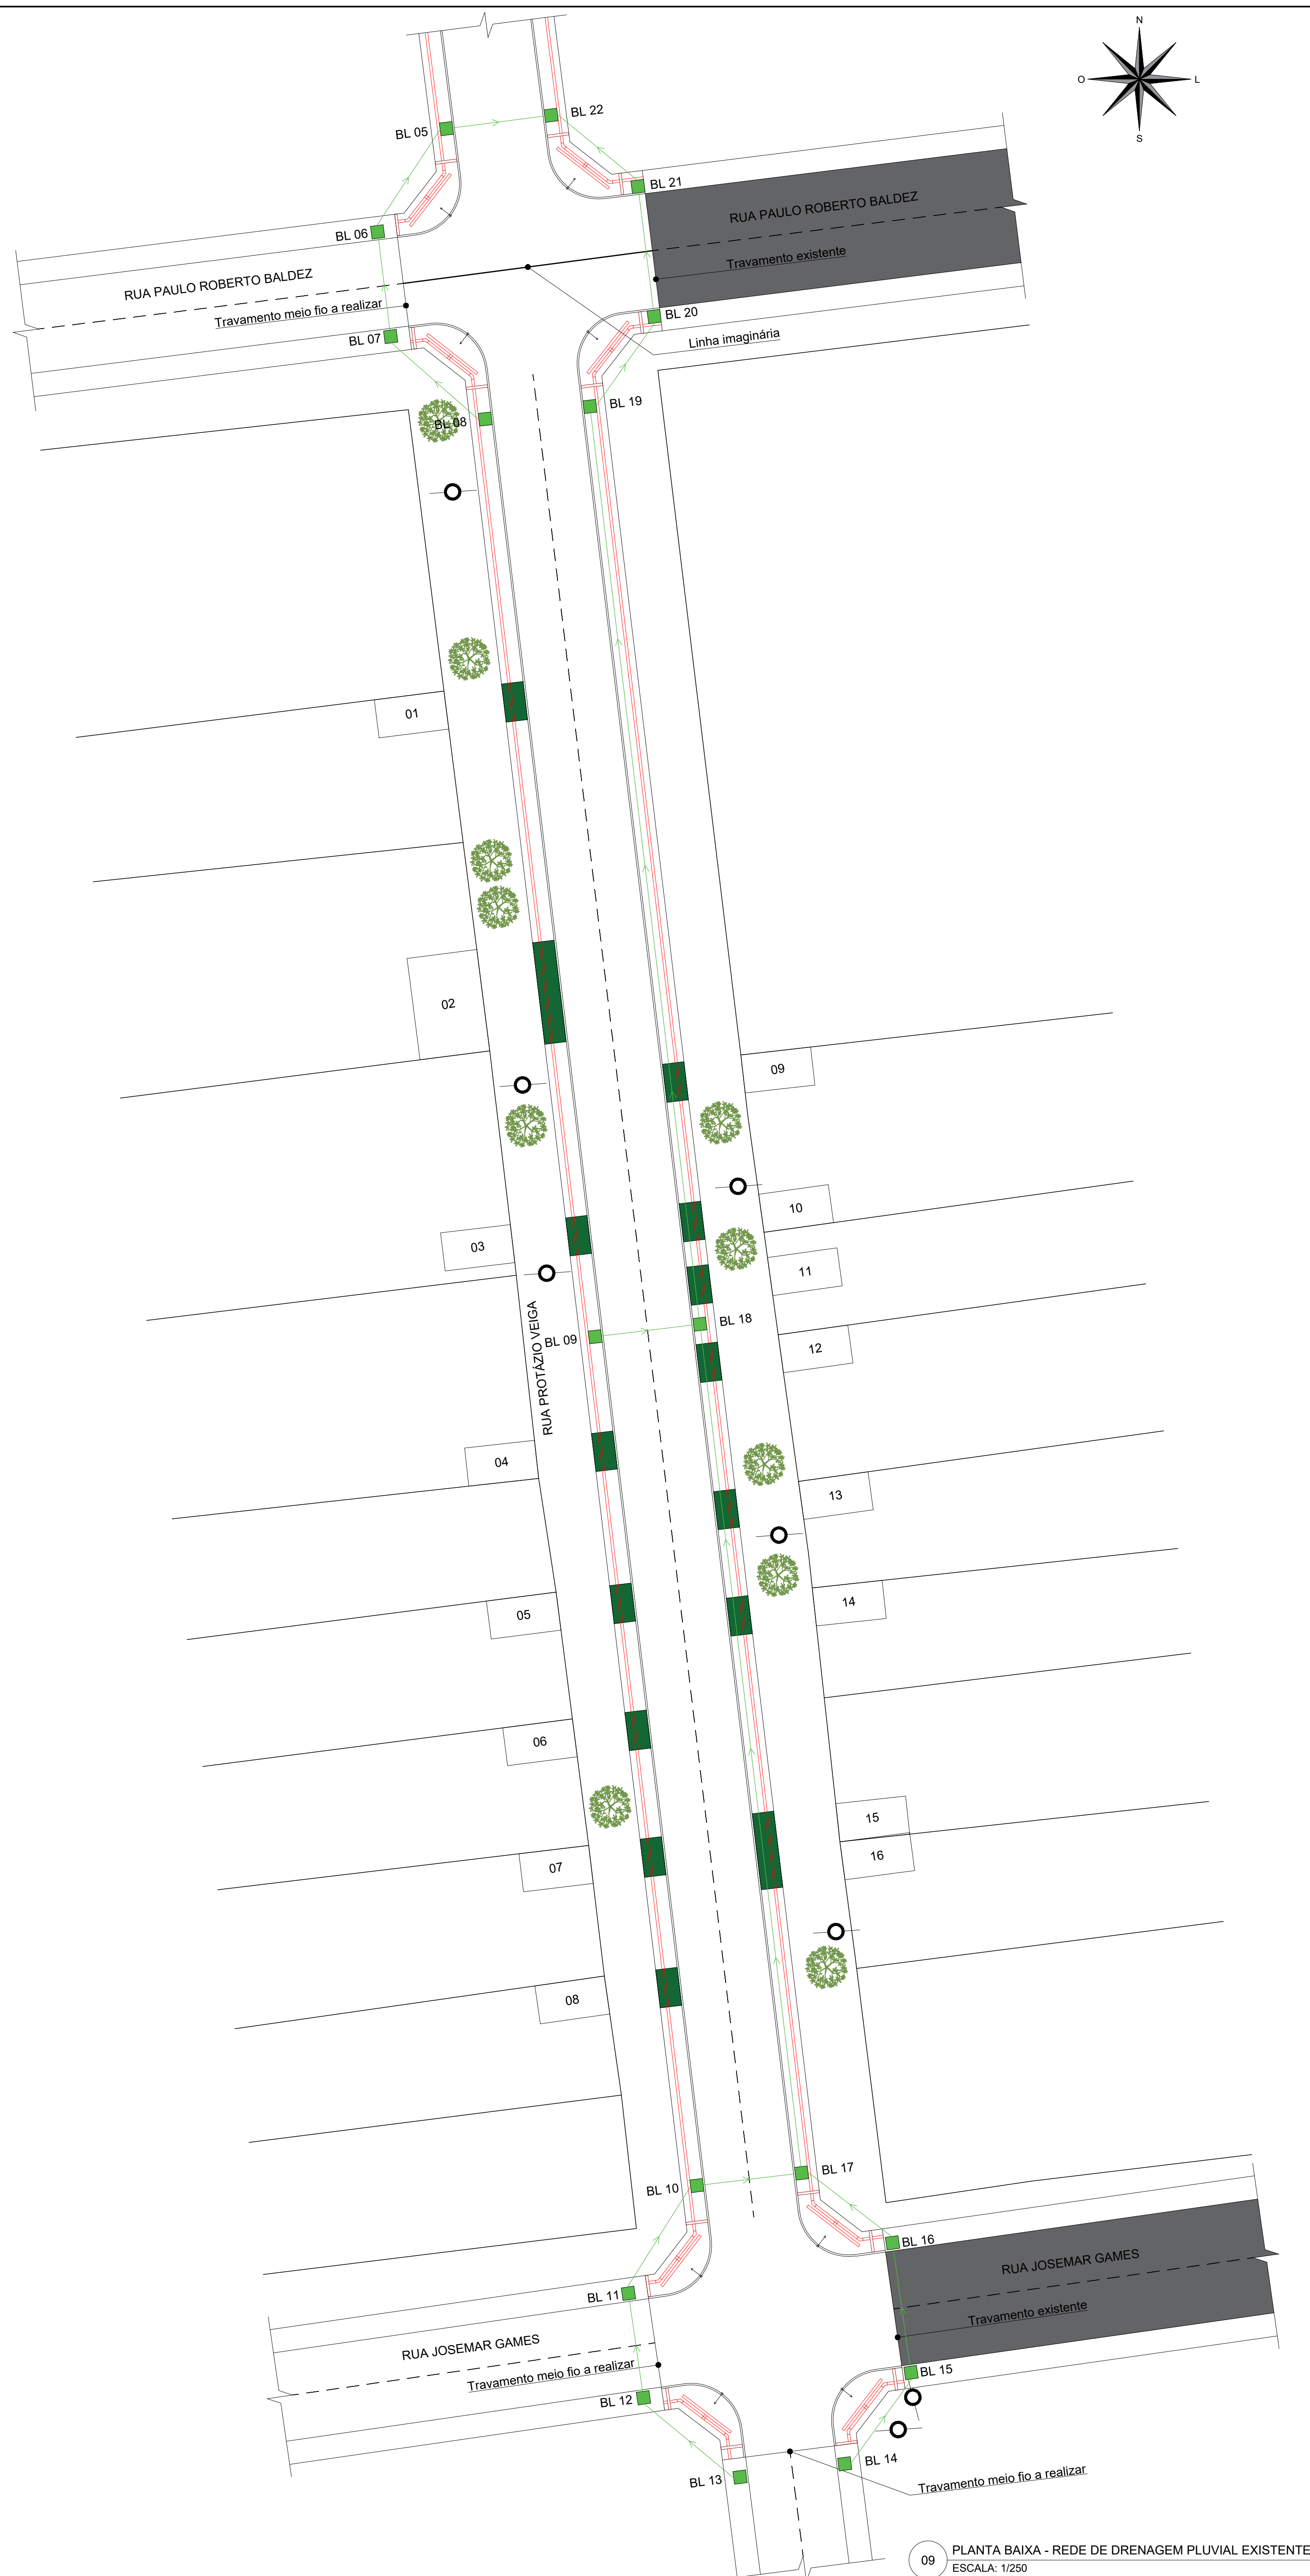 N
O
L
S
BL 22
BL 05
BL 21
RUA PAULO ROBERTO BALDEZ
BL 06
Travamento existente
RUA PAULO ROBERTO BALDEZ
Travamento meio fio a realizar
BL 20
BL 07
Linha imaginária
BL 19
BL 08
01
02
09
10
03
11
BL 18
BL 09
RUA PROTÁZIO VEIGA
12
04
13
14
05
06
15
16
07
08
BL 17
BL 10
BL 16
RUA JOSEMAR GAMES
BL 11
Travamento existente
RUA JOSEMAR GAMES
Travamento meio fio a realizar
BL 15
BL 12
BL 14
BL 13
Travamento meio fio a realizar
09
PLANTA BAIXA - REDE DE DRENAGEM PLUVIAL EXISTENTE
ESCALA: 1/250